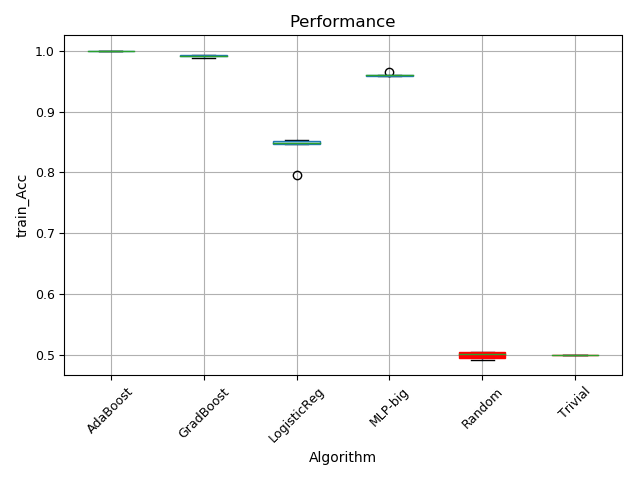 Performance
train_Acc
1.0
0.9
0.8
0.7
0.6
0.5
AdaBoost
GradBoost
LogisticReg
MLP-big
Random
Trivial
Algorithm